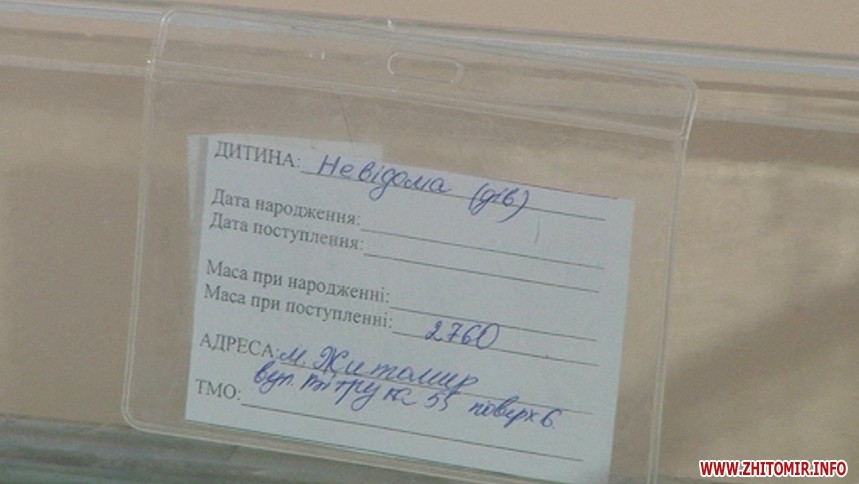 ДИТИНА: Невідома (дів)
Дата народження:
Дата поступлення:
Маса при народженні:
Маса при поступленні: 2760
АДРЕСА: м. Житомир
вул. Вітрука 55 поверх 6
ТМО:
WWW.ZHITOMIR.INFO